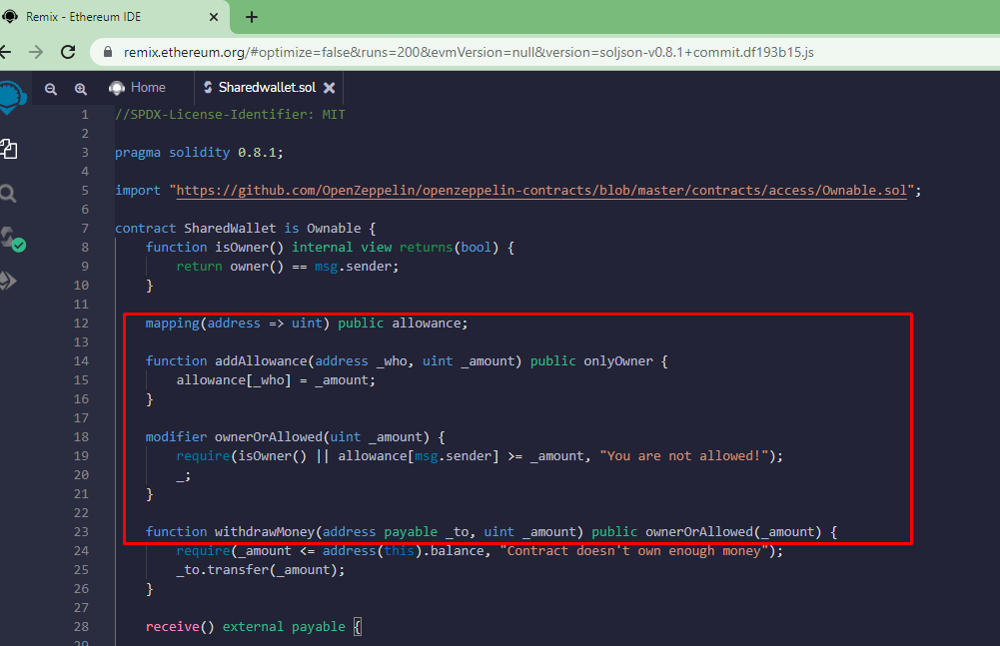 Remix - Ethereum IDE
remix.ethereum.org/#optimize=false&runs=200&evmVersion=null&version=soljson-v0.8.1+commit.df193b15.js
Home
Sharedwallet.sol
1 //SPDX-License-Identifier: MIT
2
3 pragma solidity 0.8.1;
4
5 import "https://github.com/OpenZeppelin/openzeppelin-contracts/blob/master/contracts/access/Ownable.sol";
6
7 contract SharedWallet is Ownable {
8     function isOwner() internal view returns(bool) {
9         return owner() == msg.sender;
10     }
11
12     mapping(address => uint) public allowance;
13
14     function addAllowance(address _who, uint _amount) public onlyOwner {
15         allowance[_who] = _amount;
16     }
17
18     modifier ownerOrAllowed(uint _amount) {
19         require(isOwner() || allowance[msg.sender] >= _amount, "You are not allowed!");
20         _;
21     }
22
23     function withdrawMoney(address payable _to, uint _amount) public ownerOrAllowed(_amount) {
24         require(_amount <= address(this).balance, "Contract doesn't own enough money");
25         _to.transfer(_amount);
26     }
27
28     receive() external payable {
29